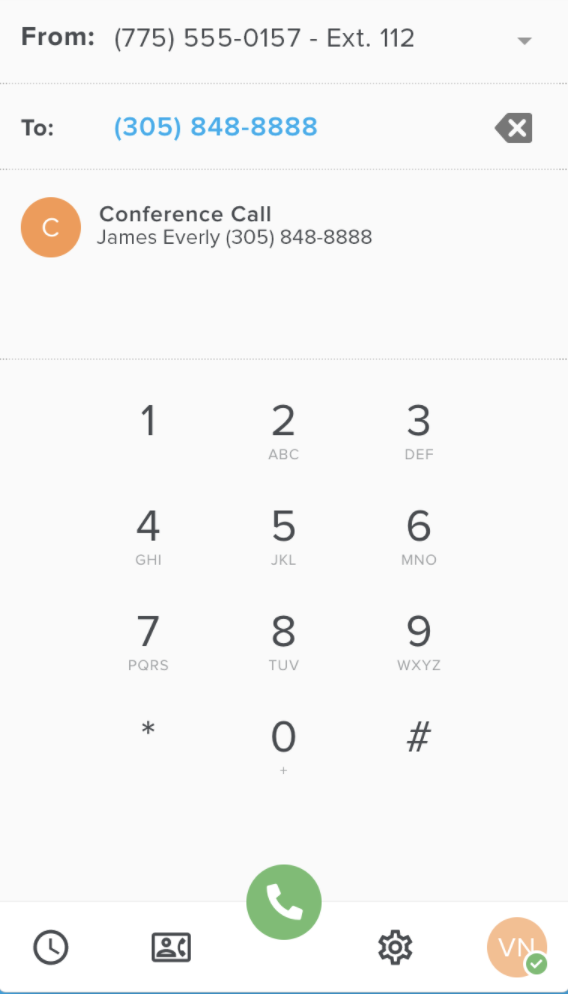 From: (775) 555-0157 - Ext. 112
To: (305) 848-8888
C
Conference Call
James Everly (305) 848-8888
1 2 3
ABC DEF
4 5 6
GHI JKL MNO
7 8 9
PQRS TUV WXYZ
* 0 #
+
VN